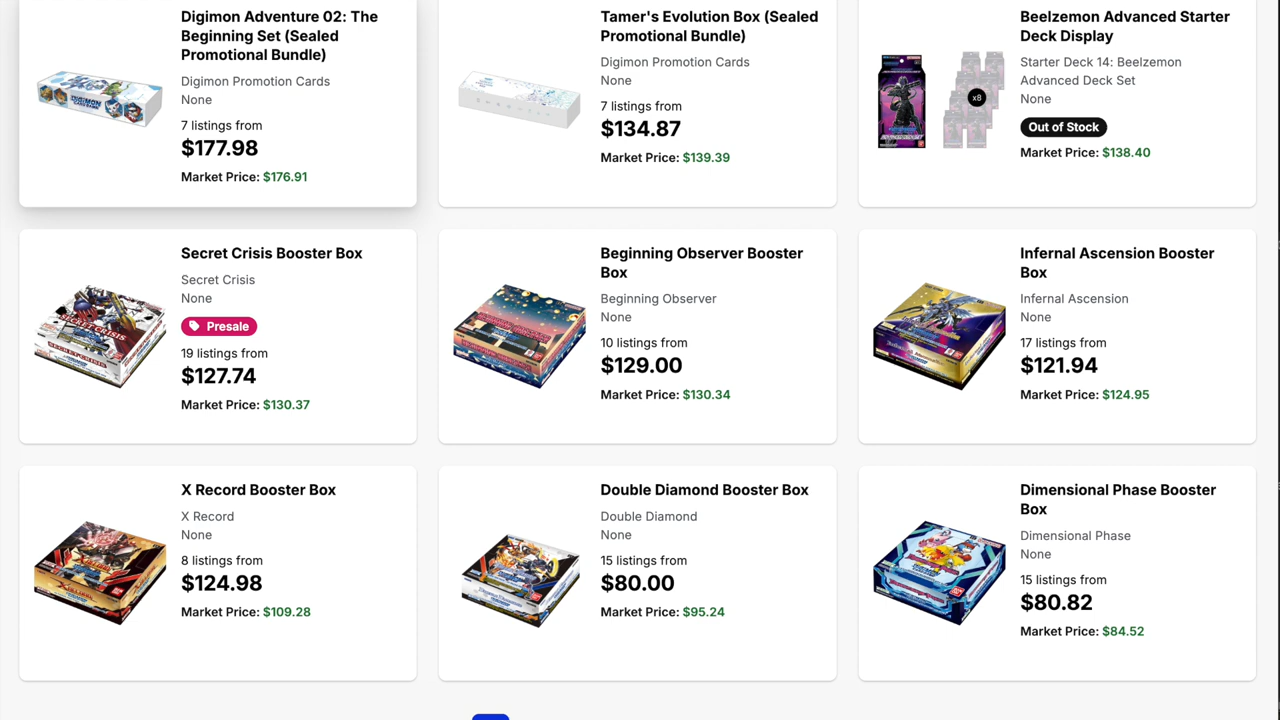 Digimon Adventure 02: The
Beginning Set (Sealed
Promotional Bundle)
Digimon Promotion Cards
None
7 listings from
$177.98
Market Price: $176.91
Tamer's Evolution Box (Sealed
Promotional Bundle)
Digimon Promotion Cards
None
7 listings from
$134.87
Market Price: $139.39
x8
Beelzemon Advanced Starter
Deck Display
Starter Deck 14: Beelzemon
Advanced Deck Set
None
Out of Stock
Market Price: $138.40
SECRET CRISIS
Secret Crisis Booster Box
Secret Crisis
None
Presale
19 listings from
$127.74
Market Price: $130.37
Beginning Observer Booster
Box
Beginning Observer
None
10 listings from
$129.00
Market Price: $130.34
Infernal Ascension Booster
Box
Infernal Ascension
None
17 listings from
$121.94
Market Price: $124.95
X Record Booster Box
X Record
None
8 listings from
$124.98
Market Price: $109.28
Double Diamond Booster Box
Double Diamond
None
15 listings from
$80.00
Market Price: $95.24
Dimensional Phase Booster
Box
Dimensional Phase
None
15 listings from
$80.82
Market Price: $84.52